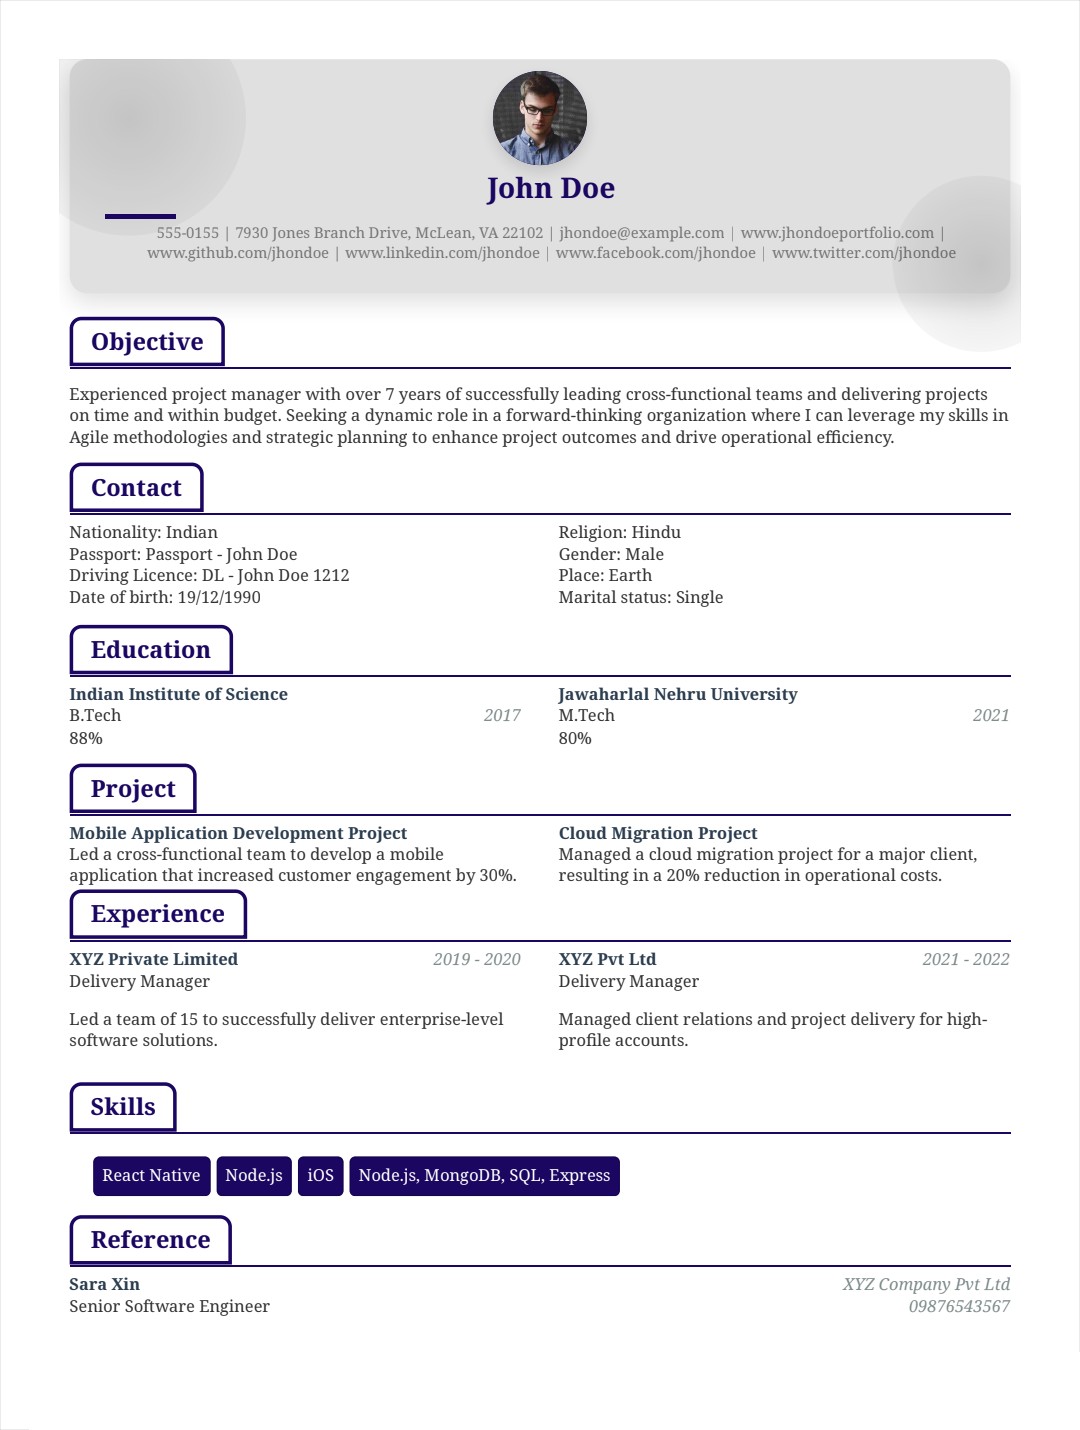 John Doe
555-0155 | 7930 Jones Branch Drive, McLean, VA 22102 | jhondoe@example.com | www.jhondoeportfolio.com |
www.github.com/jhondoe | www.linkedin.com/jhondoe | www.facebook.com/jhondoe | www.twitter.com/jhondoe
Objective
Experienced project manager with over 7 years of successfully leading cross-functional teams and delivering projects
on time and within budget. Seeking a dynamic role in a forward-thinking organization where I can leverage my skills in
Agile methodologies and strategic planning to enhance project outcomes and drive operational efficiency.
Contact
Nationality: Indian
Passport: Passport - John Doe
Driving Licence: DL - John Doe 1212
Date of birth: 19/12/1990
Religion: Hindu
Gender: Male
Place: Earth
Marital status: Single
Education
Indian Institute of Science
B.Tech 2017
88%
Jawaharlal Nehru University
M.Tech 2021
80%
Project
Mobile Application Development Project
Led a cross-functional team to develop a mobile
application that increased customer engagement by 30%.
Cloud Migration Project
Managed a cloud migration project for a major client,
resulting in a 20% reduction in operational costs.
Experience
XYZ Private Limited 2019 - 2020
Delivery Manager
Led a team of 15 to successfully deliver enterprise-level
software solutions.
XYZ Pvt Ltd 2021 - 2022
Delivery Manager
Managed client relations and project delivery for high-
profile accounts.
Skills
React Native Node.js iOS Node.js, MongoDB, SQL, Express
Reference
Sara Xin XYZ Company Pvt Ltd
Senior Software Engineer 09876543567